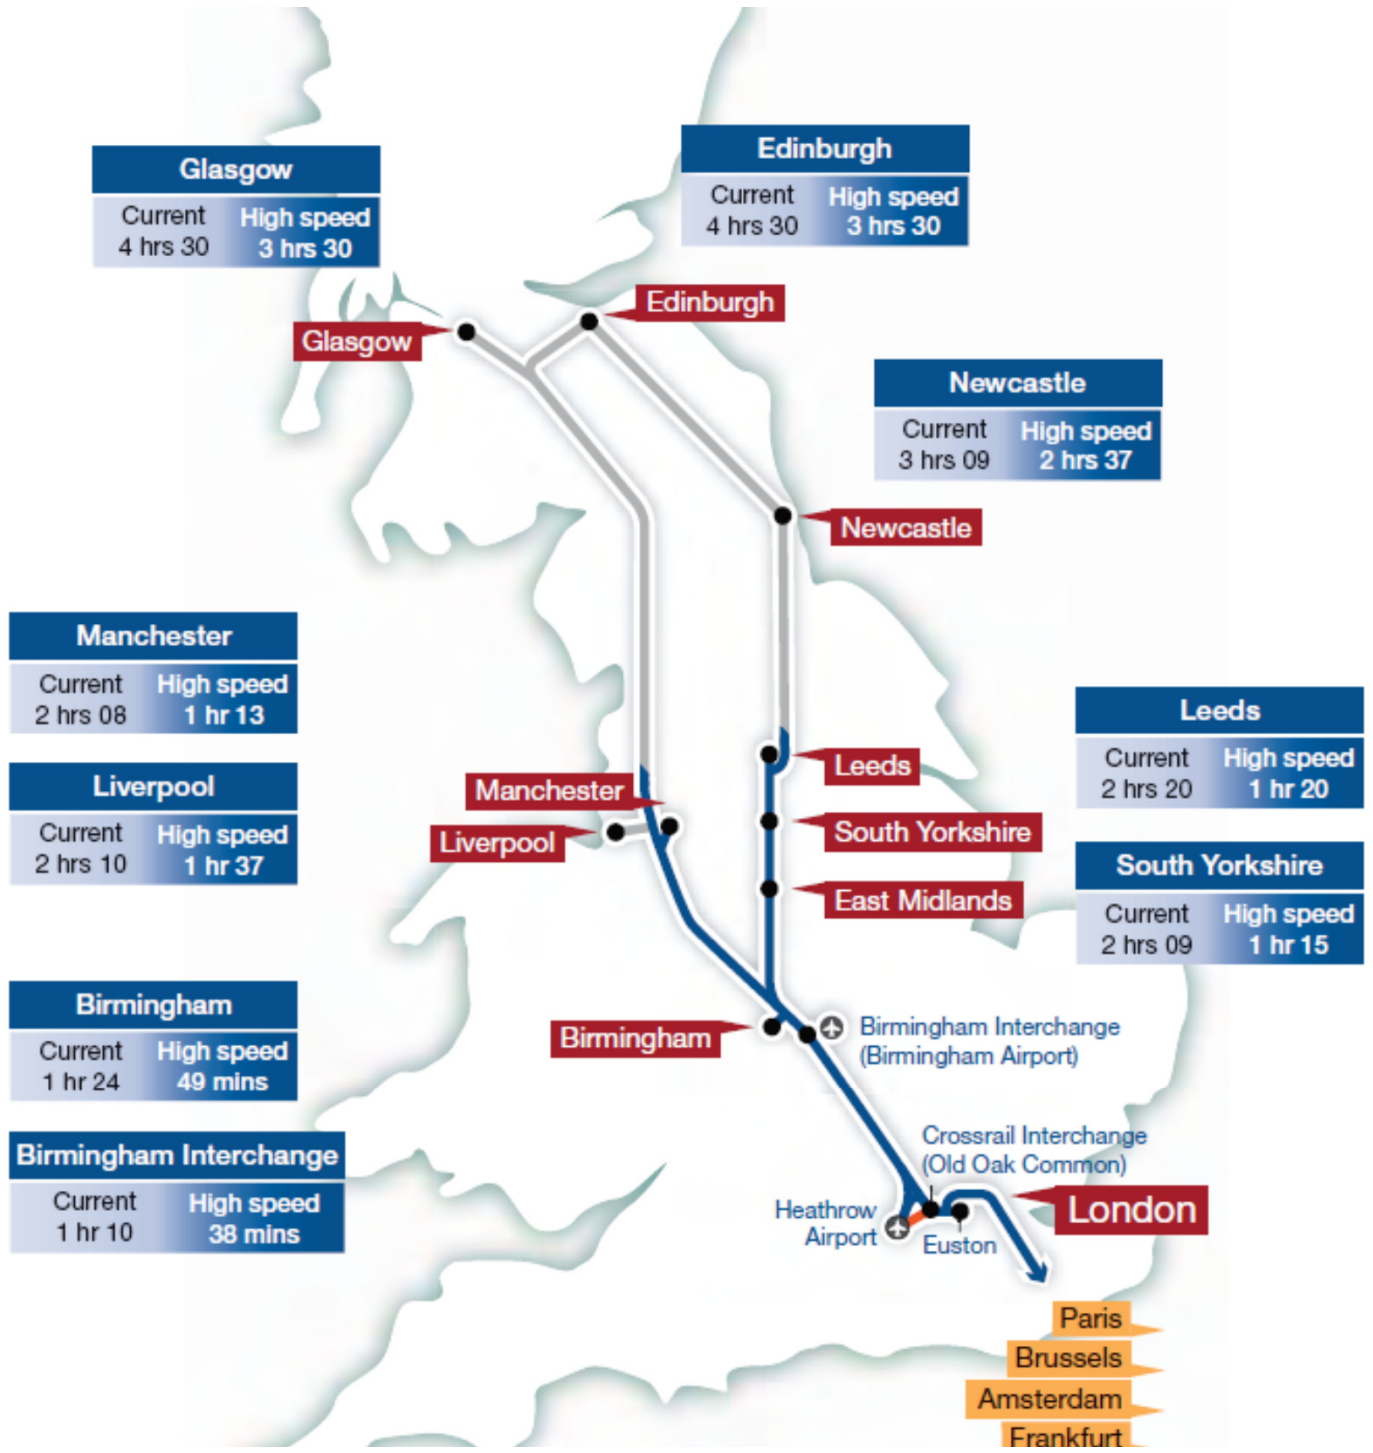 Glasgow
Current High speed
4 hrs 30 3 hrs 30
Edinburgh
Current High speed
4 hrs 30 3 hrs 30
Edinburgh
Glasgow
Newcastle
Current High speed
3 hrs 09 2 hrs 37
Newcastle
Manchester
Current High speed
2 hrs 08 1 hr 13
Liverpool
Current High speed
2 hrs 10 1 hr 37
Manchester
Liverpool
Leeds
South Yorkshire
East Midlands
Leeds
Current High speed
2 hrs 20 1 hr 20
South Yorkshire
Current High speed
2 hrs 09 1 hr 15
Birmingham
Current High speed
1 hr 24 49 mins
Birmingham
Birmingham Interchange
(Birmingham Airport)
Birmingham Interchange
Current High speed
1 hr 10 38 mins
Crossrail Interchange
(Old Oak Common)
Heathrow
Airport
Euston
London
Paris
Brussels
Amsterdam
Frankfurt